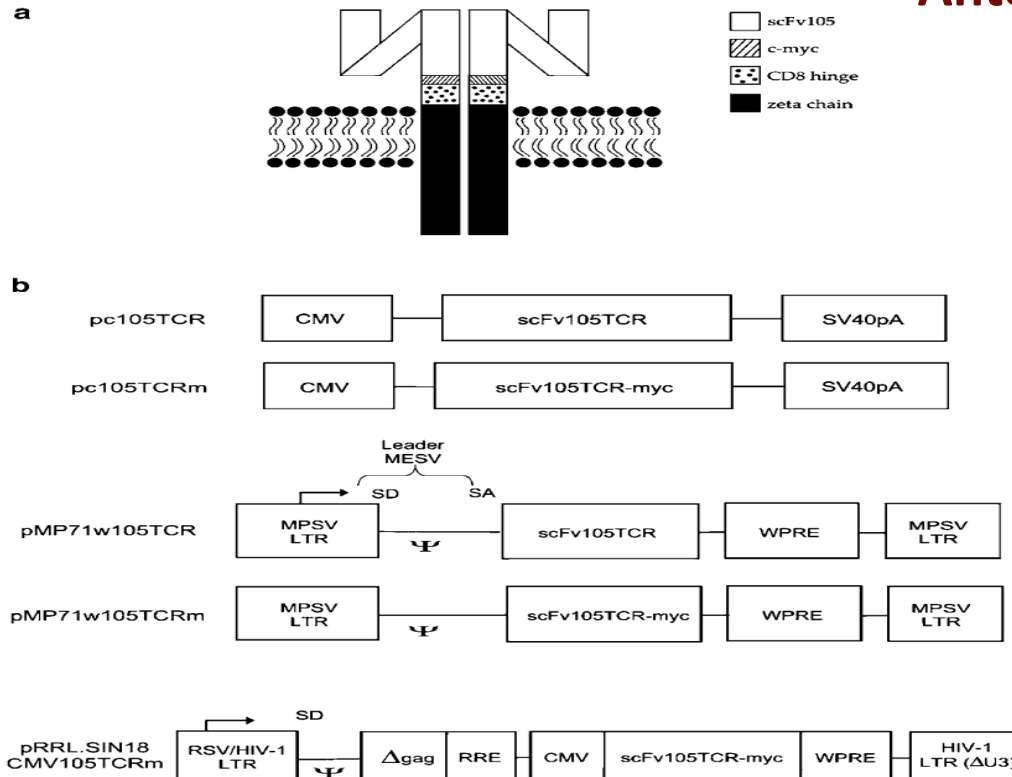 a
scFv105
c-myc
CD8 hinge
zeta chain
b
pc105TCR
CMV
scFv105TCR
SV40pA
pc105TCRm
CMV
scFv105TCR-myc
SV40pA
Leader
MESV
SD
SA
pMP71w105TCR
MPSV
LTR
Ψ
scFv105TCR
WPRE
MPSV
LTR
pMP71w105TCRm
MPSV
LTR
Ψ
scFv105TCR-myc
WPRE
MPSV
LTR
SD
pRRL.SIN18
CMV105TCRm
RSV/HIV-1
LTR
Ψ
Δgag
RRE
CMV
scFv105TCR-myc
WPRE
HIV-1
LTR (ΔU3)